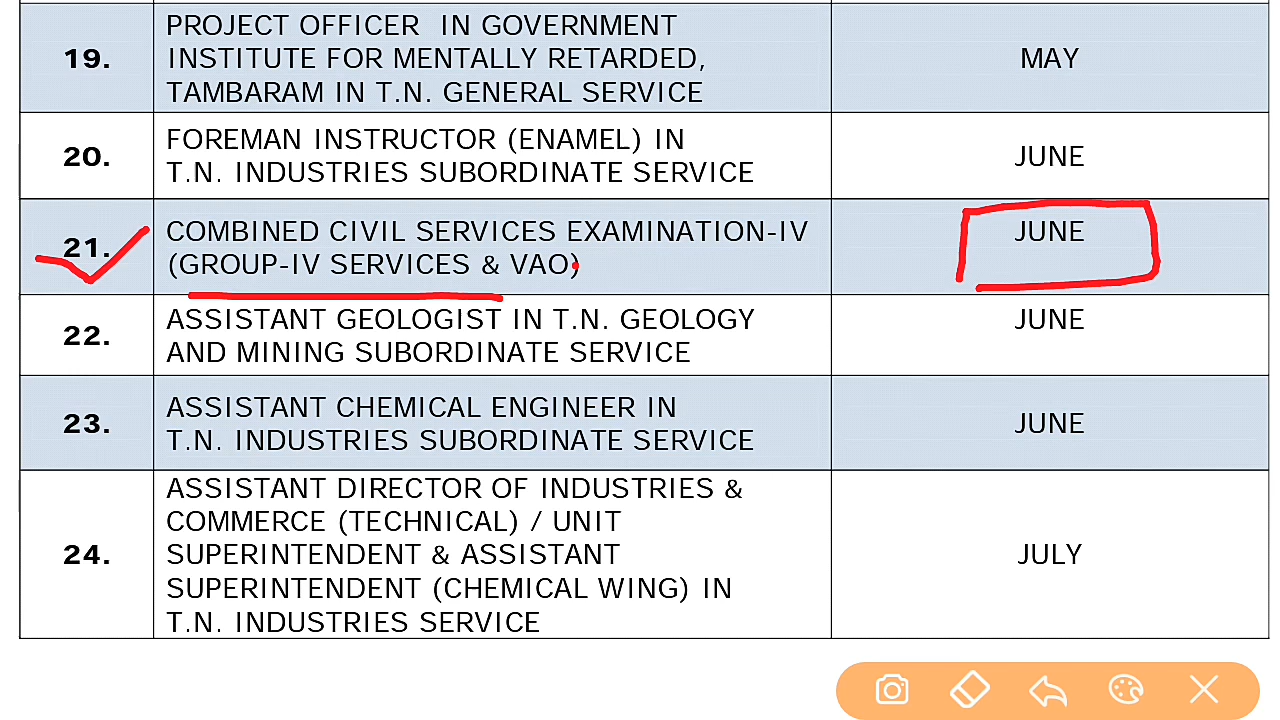 19.
PROJECT OFFICER IN GOVERNMENT
INSTITUTE FOR MENTALLY RETARDED,
TAMBARAM IN T.N. GENERAL SERVICE
MAY
20.
FOREMAN INSTRUCTOR (ENAMEL) IN
T.N. INDUSTRIES SUBORDINATE SERVICE
JUNE
21.
COMBINED CIVIL SERVICES EXAMINATION-IV
(GROUP-IV SERVICES & VAO)
JUNE
22.
ASSISTANT GEOLOGIST IN T.N. GEOLOGY
AND MINING SUBORDINATE SERVICE
JUNE
23.
ASSISTANT CHEMICAL ENGINEER IN
T.N. INDUSTRIES SUBORDINATE SERVICE
JUNE
24.
ASSISTANT DIRECTOR OF INDUSTRIES &
COMMERCE (TECHNICAL) / UNIT
SUPERINTENDENT & ASSISTANT
SUPERINTENDENT (CHEMICAL WING) IN
T.N. INDUSTRIES SERVICE
JULY